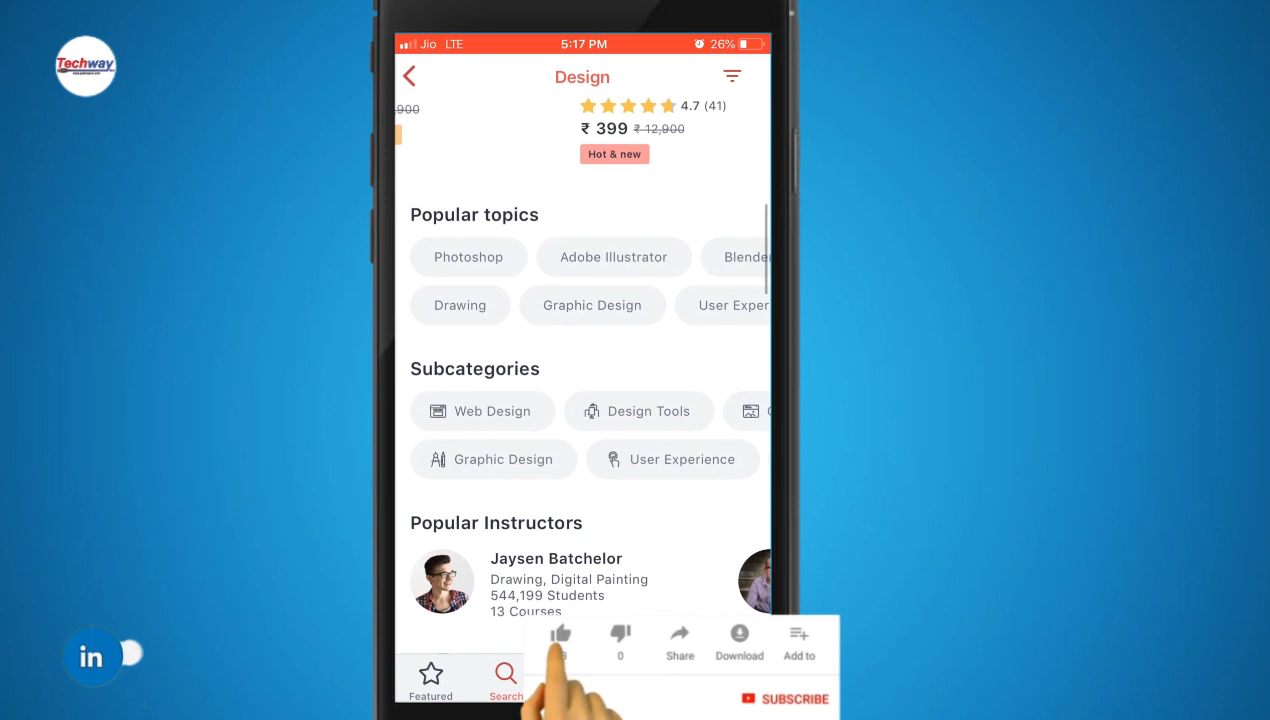 Techway
Jio LTE
5:17 PM
26%
Design
,900
4.7 (41)
₹ 399 ₹ 12,900
Hot & new
Popular topics
Photoshop
Adobe Illustrator
Blende
Drawing
Graphic Design
User Exper
Subcategories
Web Design
Design Tools
Graphic Design
User Experience
Popular Instructors
Jaysen Batchelor
Drawing, Digital Painting
544,199 Students
13 Courses
0
Share
Download
Add to
Featured
Search
SUBSCRIBE
in